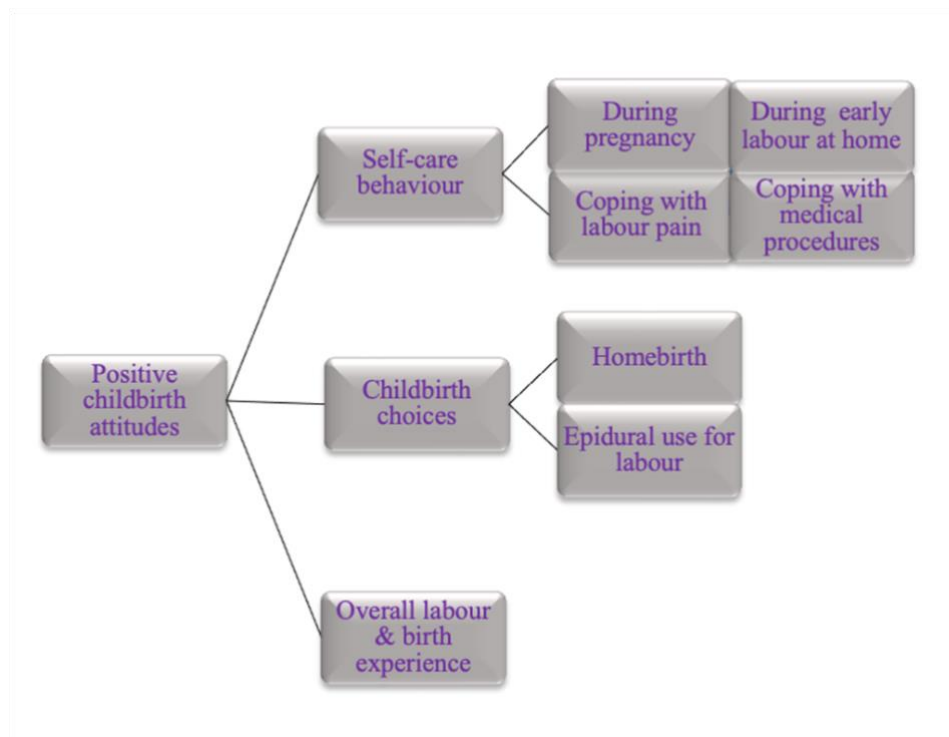 Positive
childbirth
attitudes
Self-care
behaviour
During
pregnancy
During early
labour at home
Coping with
labour pain
Coping with
medical
procedures
Childbirth
choices
Homebirth
Epidural use for
labour
Overall labour
& birth
experience